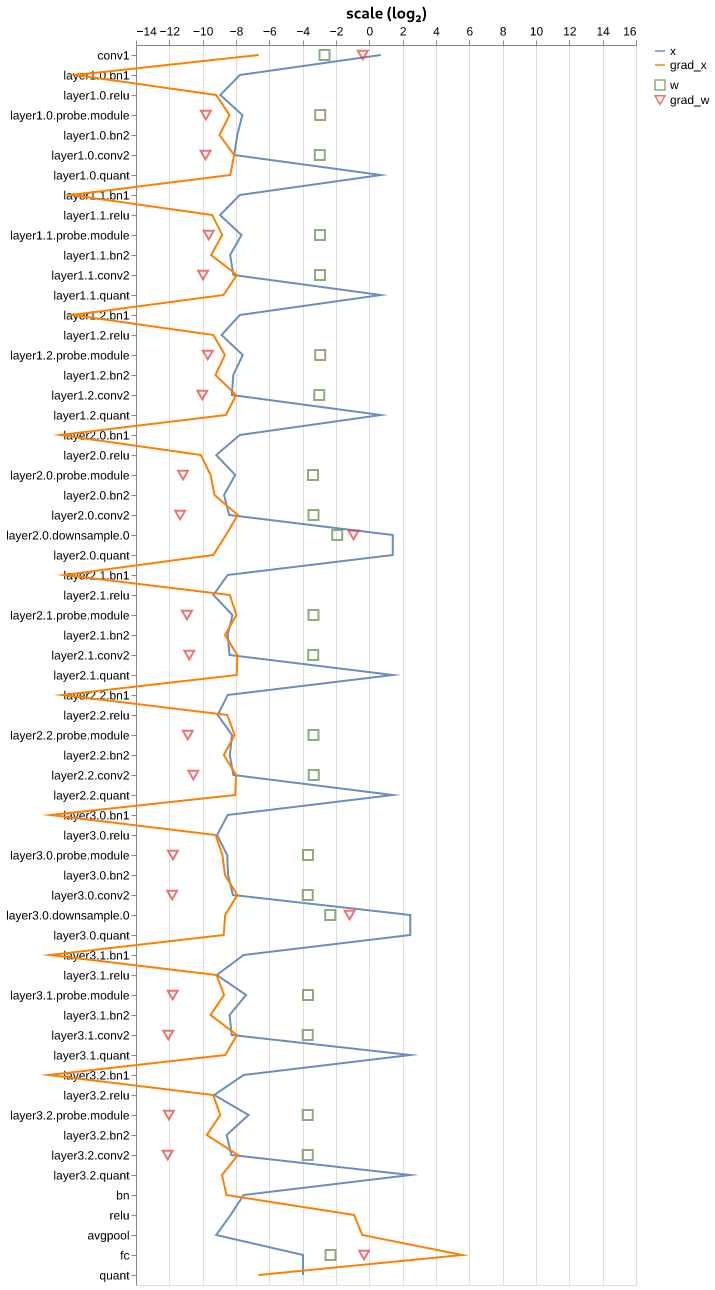 scale (log₂)
−14 −12 −10 −8 −6 −4 −2 0 2 4 6 8 10 12 14 16
x
grad_x
w
grad_w
conv1
layer1.0.bn1
layer1.0.relu
layer1.0.probe.module
layer1.0.bn2
layer1.0.conv2
layer1.0.quant
layer1.1.bn1
layer1.1.relu
layer1.1.probe.module
layer1.1.bn2
layer1.1.conv2
layer1.1.quant
layer1.2.bn1
layer1.2.relu
layer1.2.probe.module
layer1.2.bn2
layer1.2.conv2
layer1.2.quant
layer2.0.bn1
layer2.0.relu
layer2.0.probe.module
layer2.0.bn2
layer2.0.conv2
layer2.0.downsample.0
layer2.0.quant
layer2.1.bn1
layer2.1.relu
layer2.1.probe.module
layer2.1.bn2
layer2.1.conv2
layer2.1.quant
layer2.2.bn1
layer2.2.relu
layer2.2.probe.module
layer2.2.bn2
layer2.2.conv2
layer2.2.quant
layer3.0.bn1
layer3.0.relu
layer3.0.probe.module
layer3.0.bn2
layer3.0.conv2
layer3.0.downsample.0
layer3.0.quant
layer3.1.bn1
layer3.1.relu
layer3.1.probe.module
layer3.1.bn2
layer3.1.conv2
layer3.1.quant
layer3.2.bn1
layer3.2.relu
layer3.2.probe.module
layer3.2.bn2
layer3.2.conv2
layer3.2.quant
bn
relu
avgpool
fc
quant